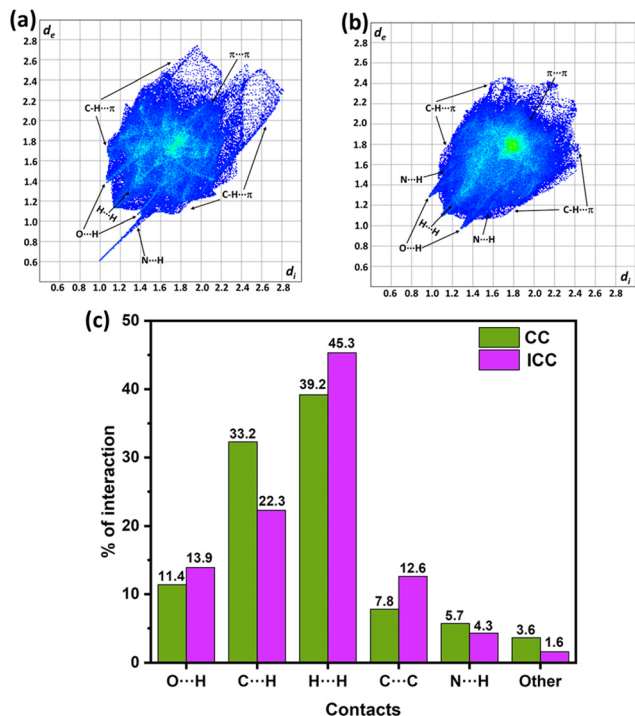 (a)
de
2.8
2.6
2.4
2.2
2.0
1.8
1.6
1.4
1.2
1.0
0.8
0.6
π···π
C-H···π
H···H
O···H
N···H
C-H···π
di
0.6 0.8 1.0 1.2 1.4 1.6 1.8 2.0 2.2 2.4 2.6 2.8
(b)
de
2.8
2.6
2.4
2.2
2.0
1.8
1.6
1.4
1.2
1.0
0.8
0.6
π···π
C-H···π
N···H
H···H
O···H
N···H
C-H···π
di
0.6 0.8 1.0 1.2 1.4 1.6 1.8 2.0 2.2 2.4 2.6 2.8
(c)
% of interaction
50
40
30
20
10
0
CC
ICC
11.4 13.9
33.2 22.3
39.2 45.3
7.8 12.6
5.7 4.3
3.6 1.6
O···H C···H H···H C···C N···H Other
Contacts